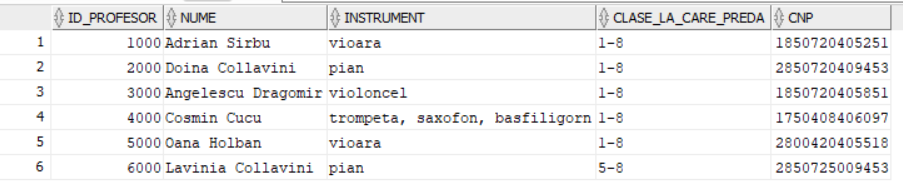 ID_PROFESOR NUME INSTRUMENT CLASE_LA_CARE_PREDA CNP
1 1000 Adrian Sirbu vioara 1-8 1850720405251
2 2000 Doina Collavini pian 1-8 2850720409453
3 3000 Angelescu Dragomir violoncel 1-8 1850720405851
4 4000 Cosmin Cucu trompeta, saxofon, basfiligorn 1-8 1750408406097
5 5000 Oana Holban vioara 1-8 2800420405518
6 6000 Lavinia Collavini pian 5-8 2850725009453